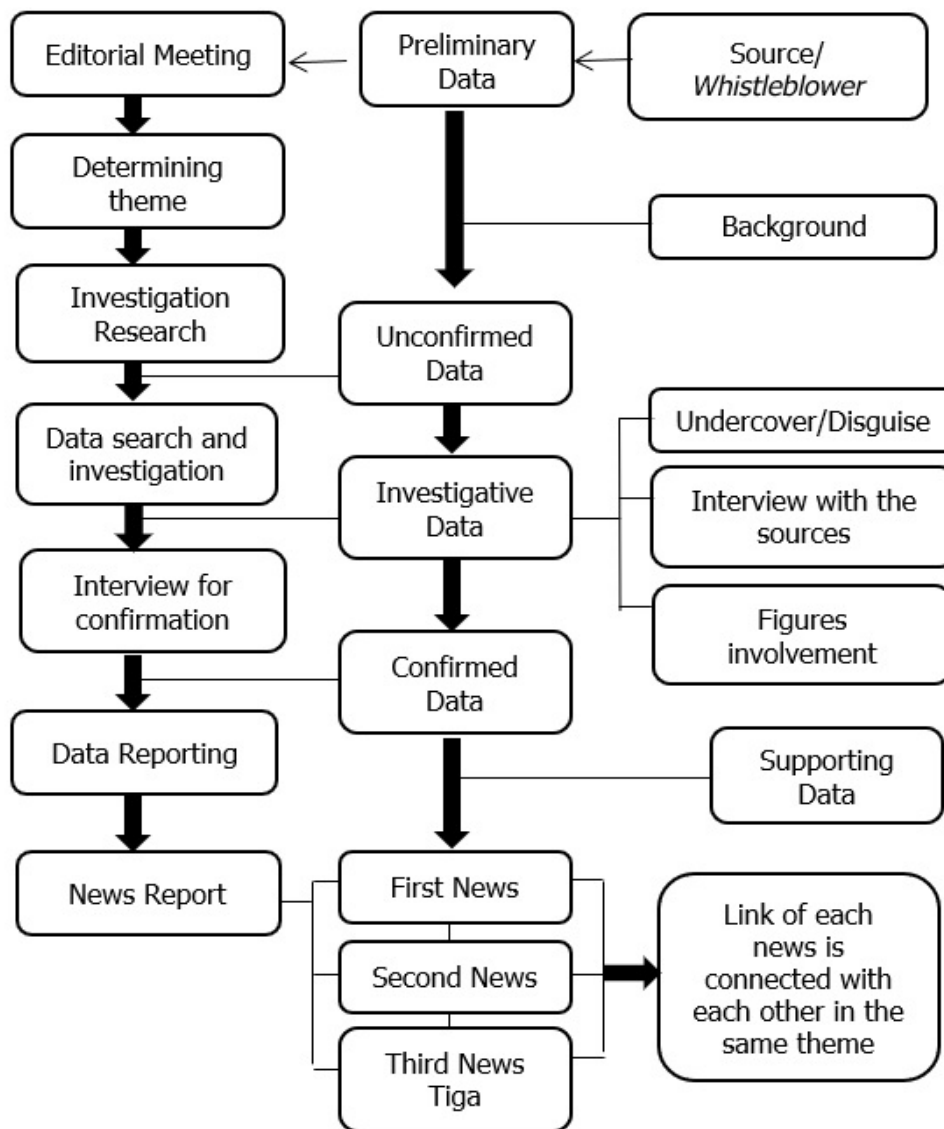 Editorial Meeting
Preliminary
Data
Source/
Whistleblower
Determining
theme
Background
Investigation
Research
Unconfirmed
Data
Data search and
investigation
Investigative
Data
Undercover/Disguise
Interview with the
sources
Interview for
confirmation
Figures
involvement
Confirmed
Data
Data Reporting
Supporting
Data
News Report
First News
Second News
Third News
Tiga
Link of each
news is
connected with
each other in the
same theme